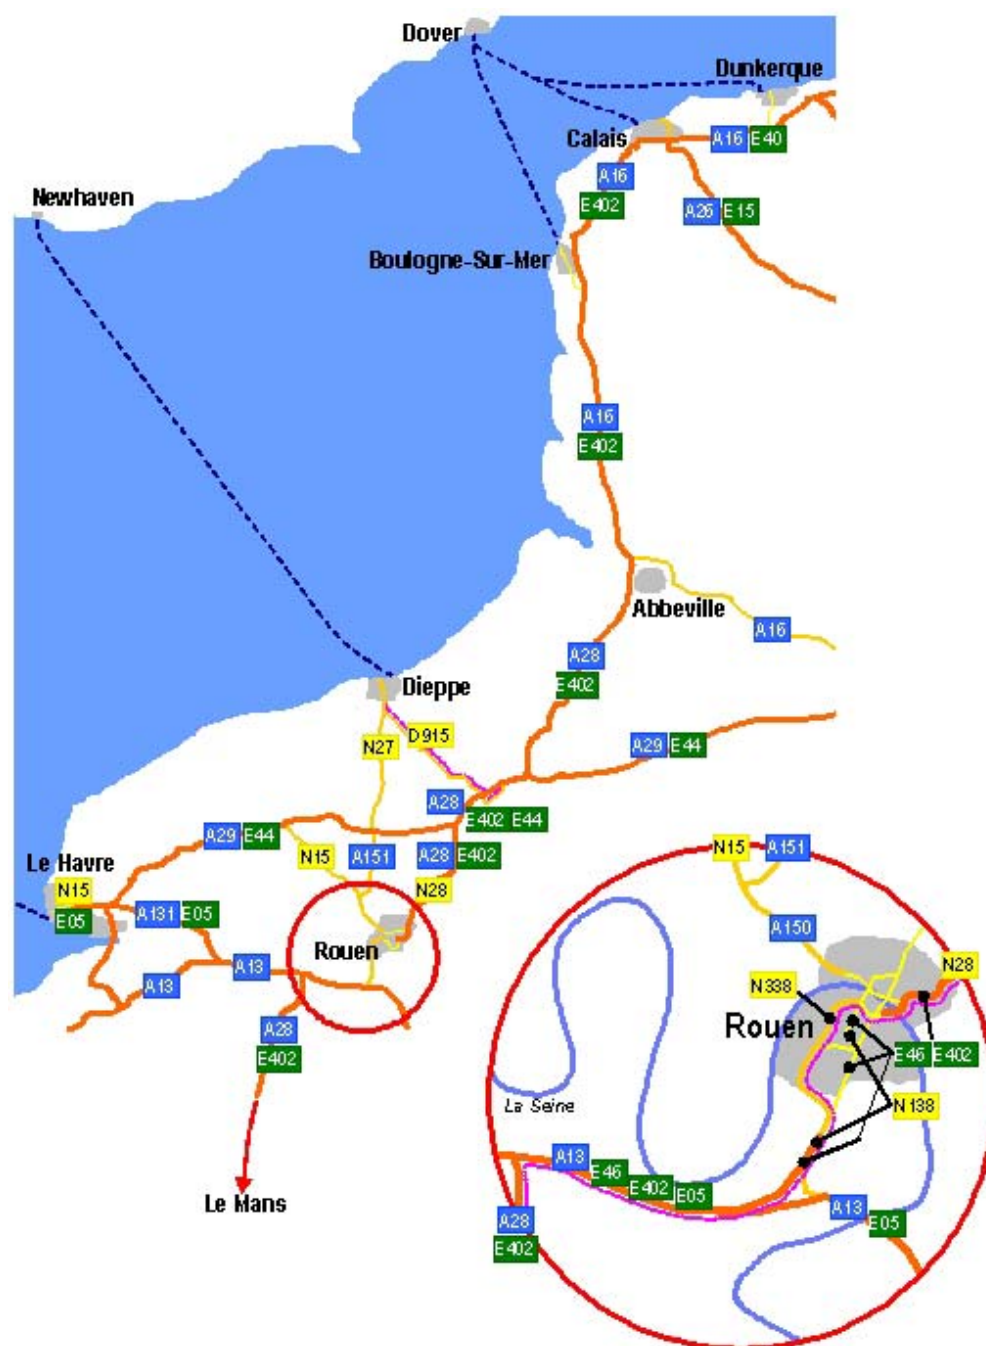 Dover
Dunkerque
Calais
A16 E40
A16
E402
A26 E15
Newhaven
Boulogne-Sur-Mer
A16
E402
Abbeville
A16
A28
E402
Dieppe
N27
D915
A29 E44
A28
E402 E44
A29 E44
N15
A151
A28 E402
Le Havre
N15
E05
A131 E05
N28
Rouen
A13
A13
A28
E402
Le Mans
N15
A151
A150
N28
N338
Rouen
E46 E402
La Seine
N138
A13
E46
E402
E05
A13
E05
A28
E402